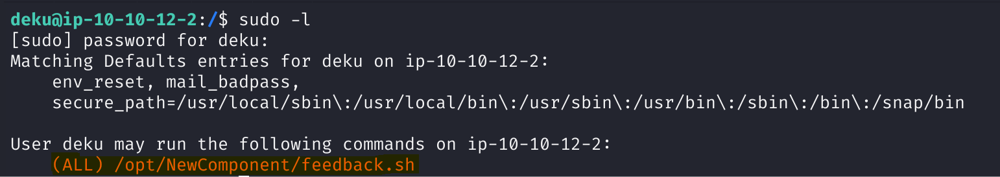 deku@ip-10-10-12-2:/$ sudo -l
[sudo] password for deku:
Matching Defaults entries for deku on ip-10-10-12-2:
    env_reset, mail_badpass,
    secure_path=/usr/local/sbin\:/usr/local/bin\:/usr/sbin\:/usr/bin\:/sbin\:/bin\:/snap/bin
User deku may run the following commands on ip-10-10-12-2:
    (ALL) /opt/NewComponent/feedback.sh